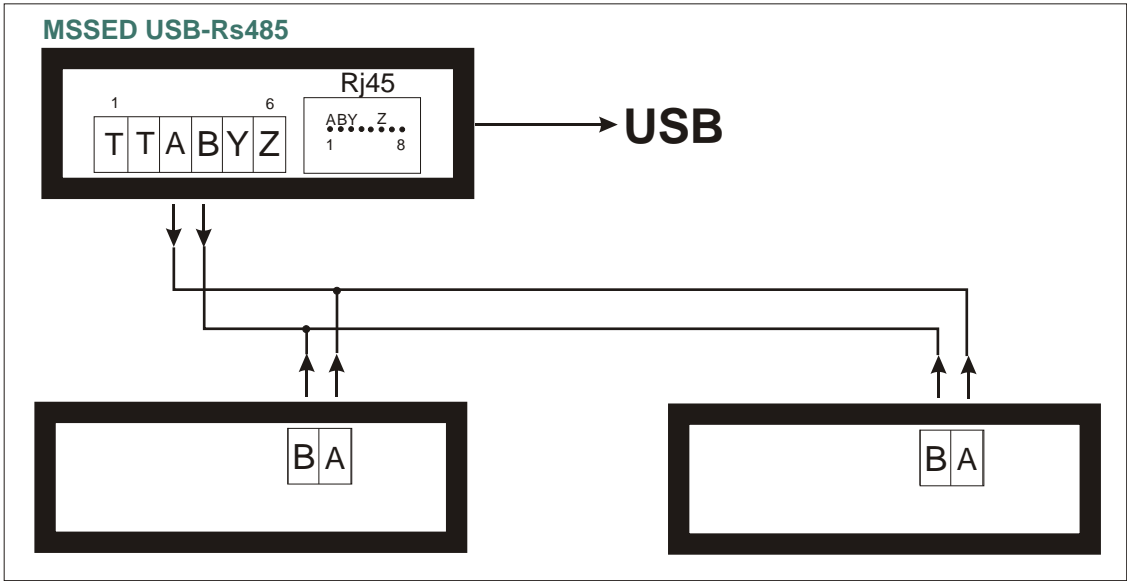 MSSED USB-Rs485
Rj45
1 6
T T A B Y Z
ABY Z
1 8
USB
B A
B A